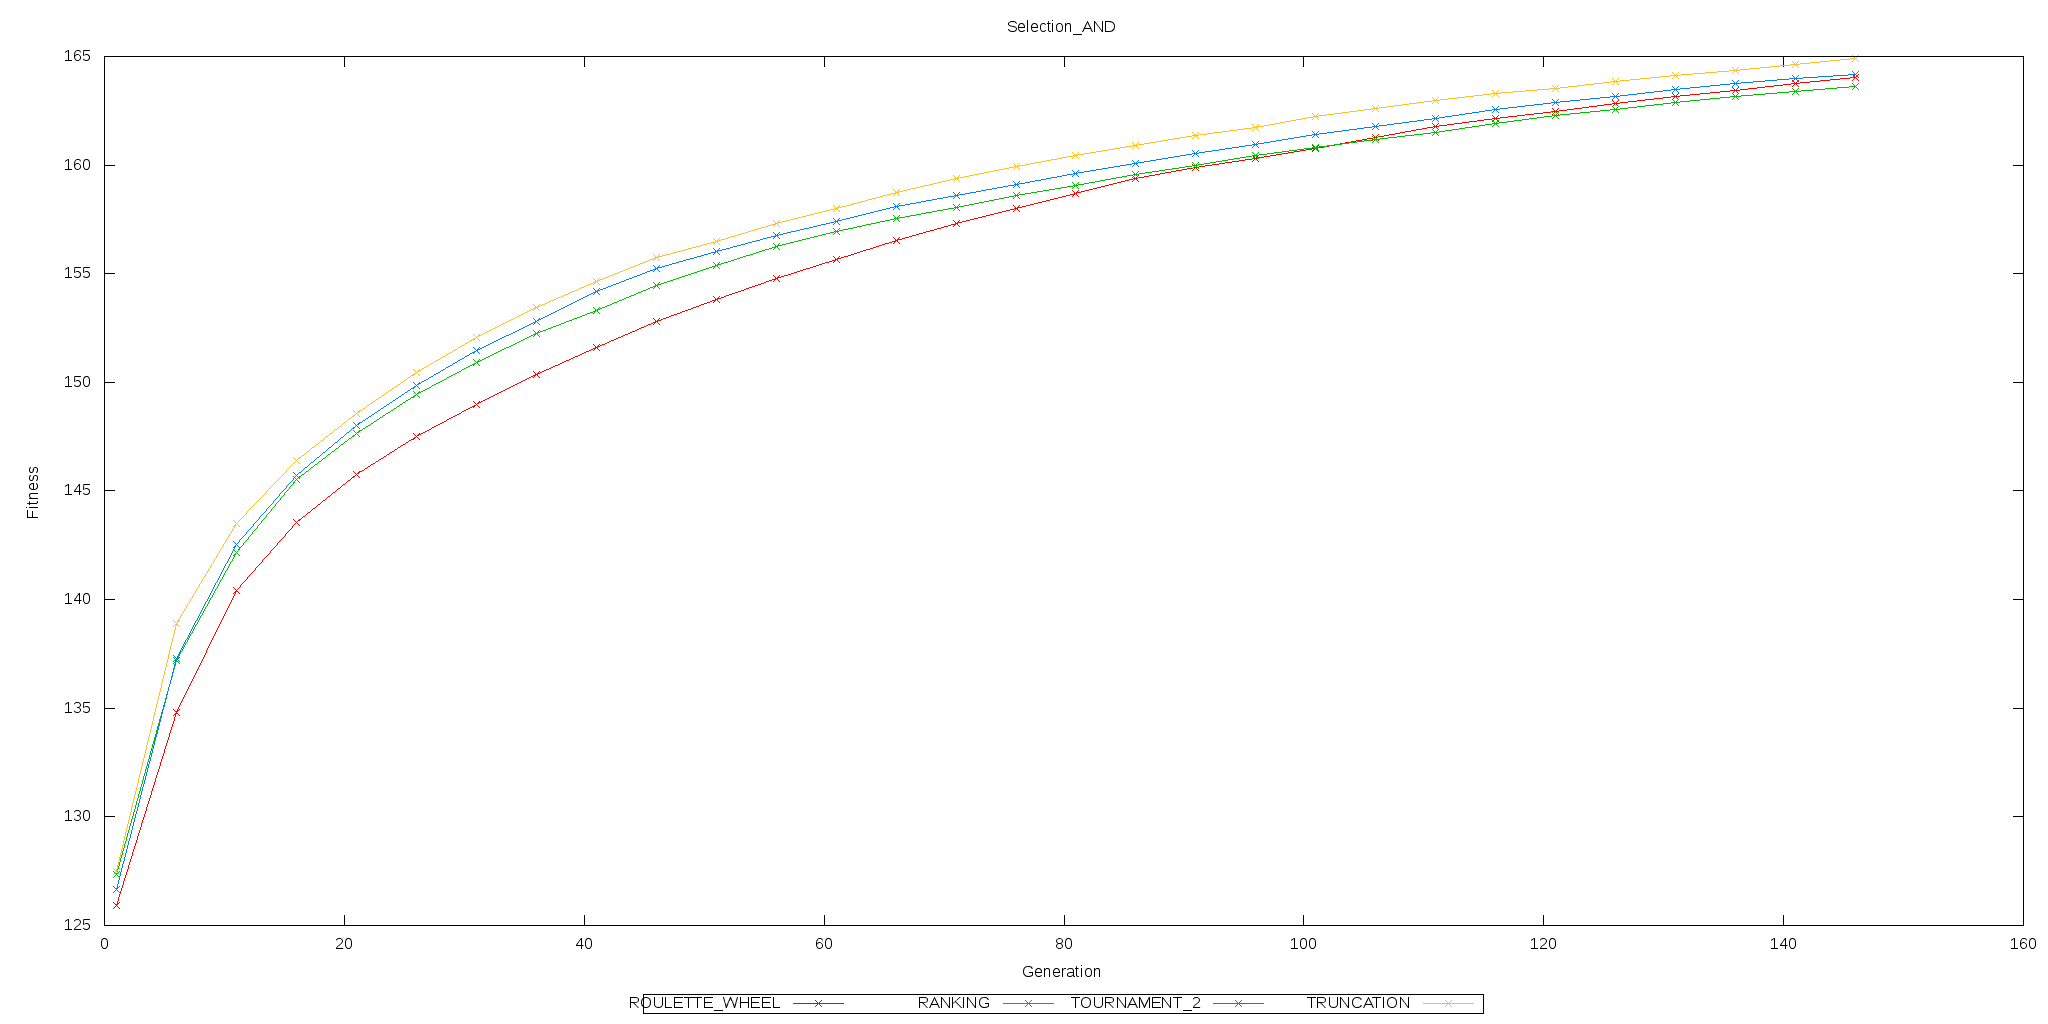 Selection_AND
165
160
155
150
145
140
135
130
125
Fitness
0 20 40 60 80 100 120 140 160
Generation
ROULETTE_WHEEL RANKING TOURNAMENT_2 TRUNCATION